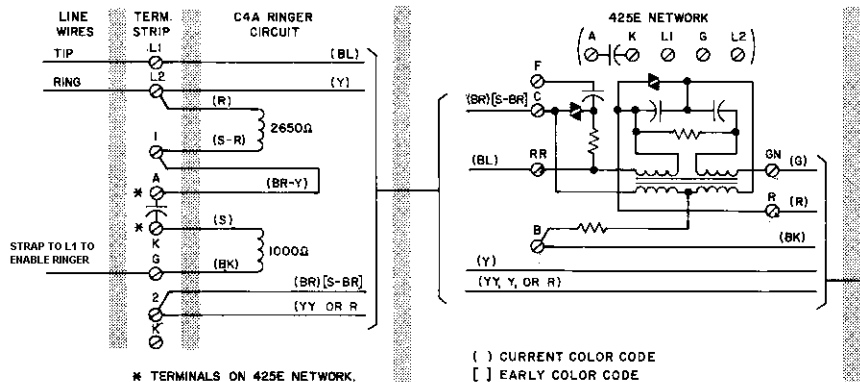 LINE WIRES
TERM. STRIP
C4A RINGER CIRCUIT
TIP
L1
(BL)
RING
L2
(Y)
(R)
2650Ω
(S-R)
1
A
*
(BR-Y)
*
K
(S)
1000Ω
STRAP TO L1 TO
ENABLE RINGER
G
(BK)
(BR)[S-BR]
2
(YY OR R
K
* TERMINALS ON 425E NETWORK.
425E NETWORK
( A K L1 G L2 )
F
C
(BR)[S-BR]
(BL)
RR
GN
(G)
R
(R)
B
(BK)
(Y)
(YY, Y, OR R)
( ) CURRENT COLOR CODE
[ ] EARLY COLOR CODE